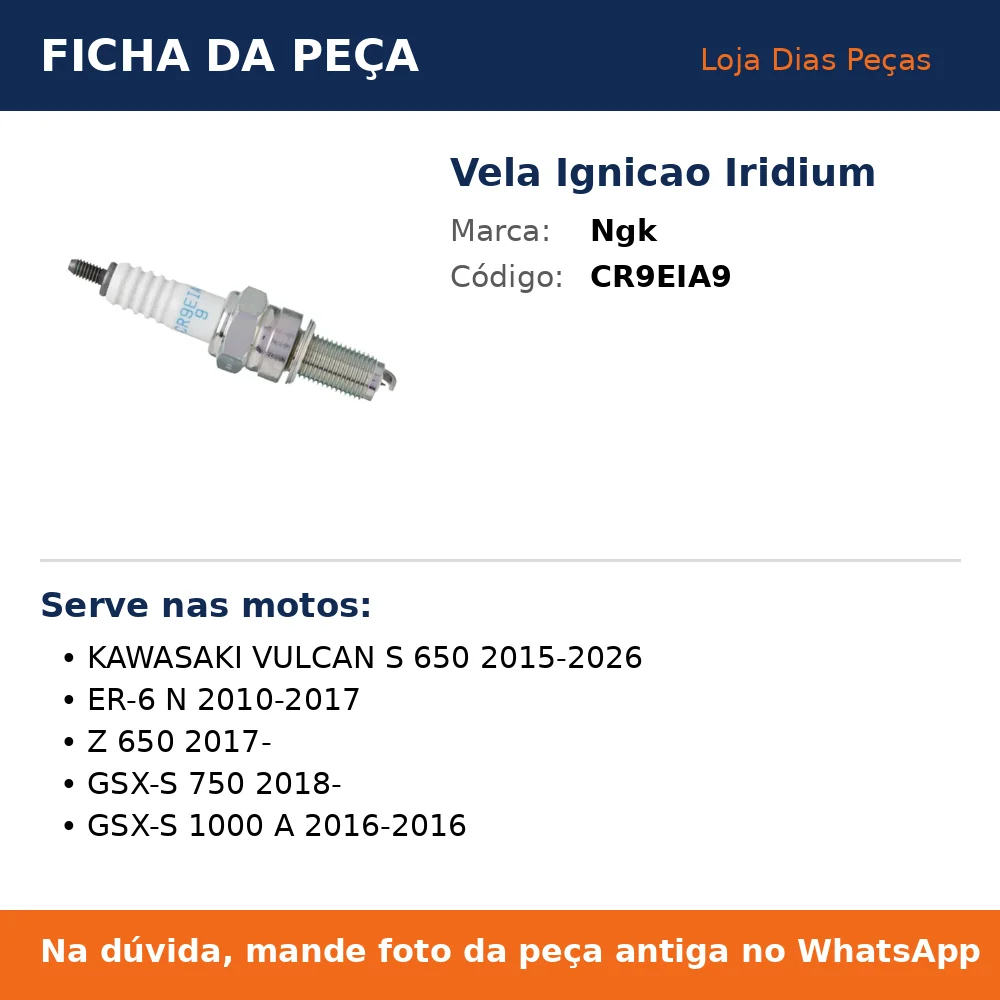 FICHA DA PEÇA
Loja Dias Peças
Vela Ignicao Iridium
Marca: Ngk
Código: CR9EIA9
CR9EIA
9
Serve nas motos:
• KAWASAKI VULCAN S 650 2015-2026
• ER-6 N 2010-2017
• Z 650 2017-
• GSX-S 750 2018-
• GSX-S 1000 A 2016-2016
Na dúvida, mande foto da peça antiga no WhatsApp